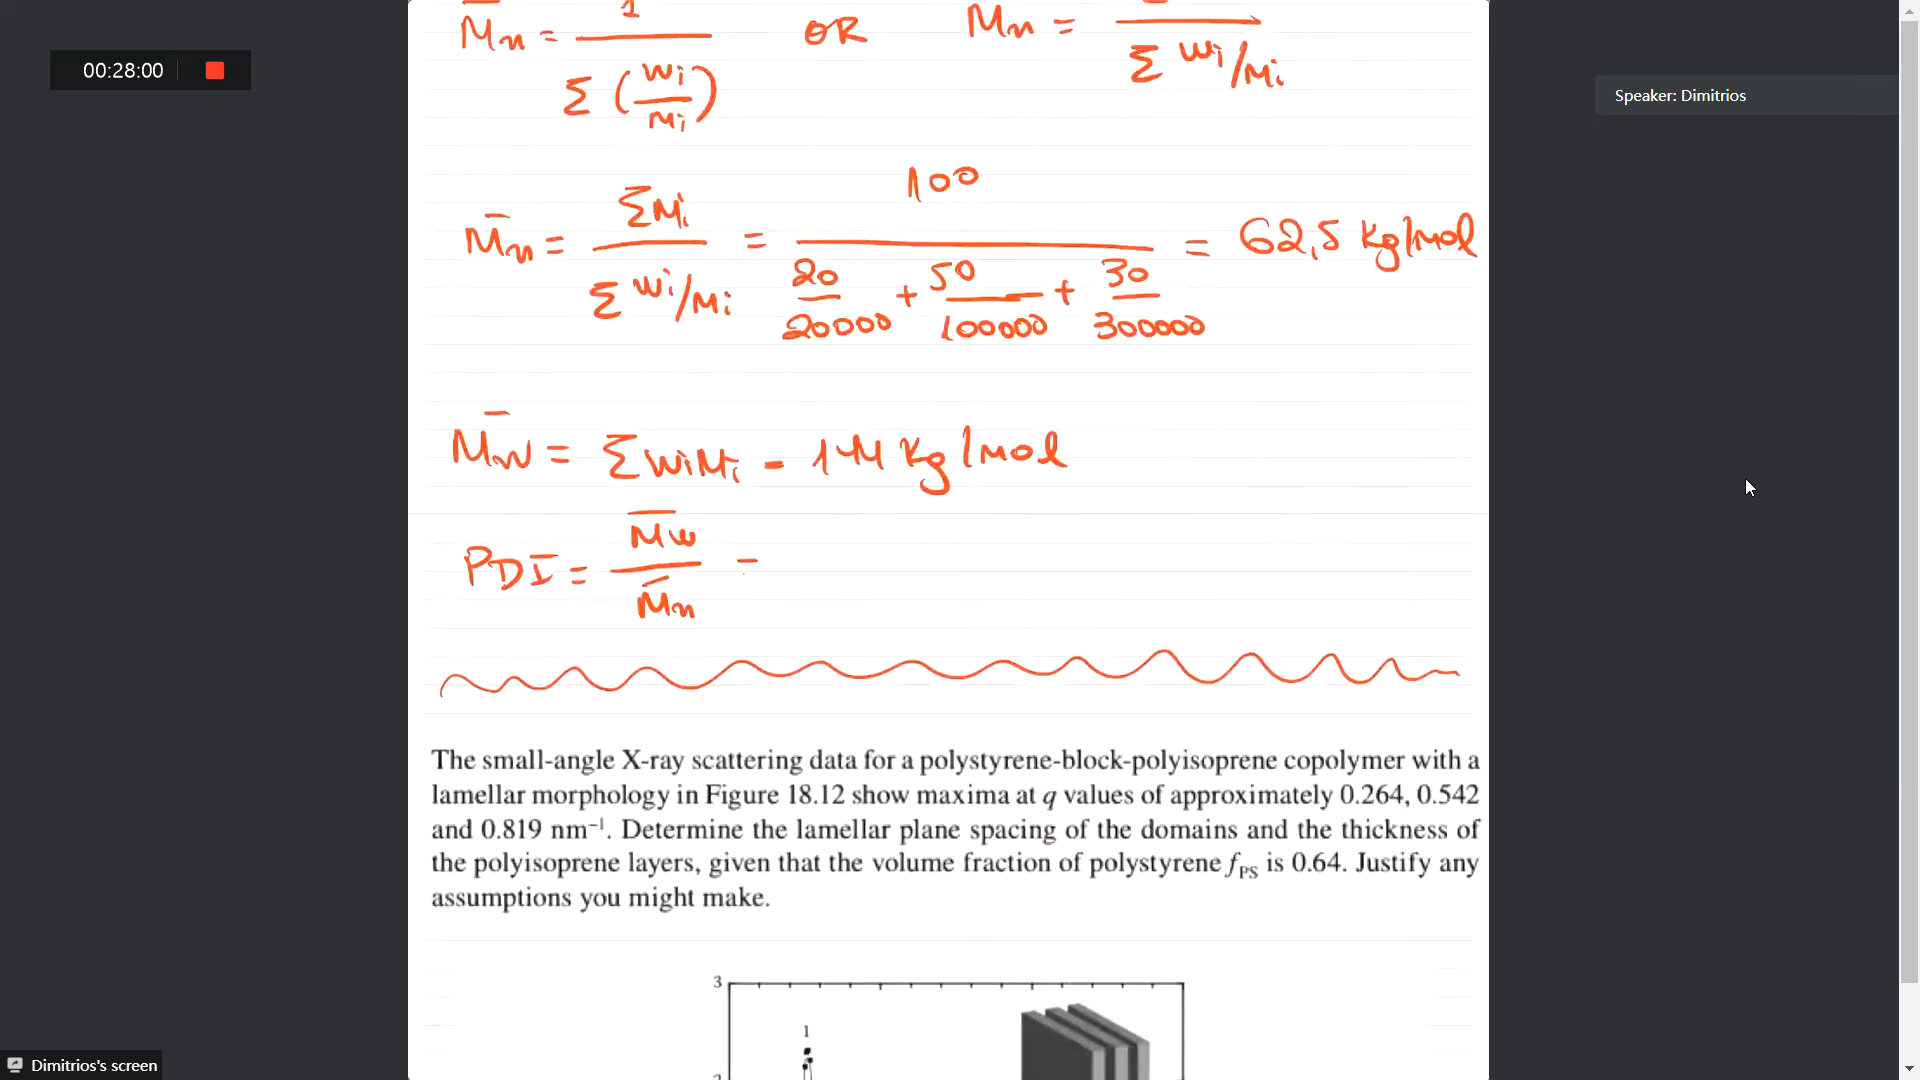 00:28:00
Speaker: Dimitrios
M̄n = 1 / Σ (wi/Mi) OR Mn = / Σ wi/Mi
M̄n = ΣMi / Σ wi/Mi = 100 / 20/20000 + 50/100000 + 30/300000 = 62,5 kg/mol
M̄w = Σ wiMi = 144 kg/mol
PDI = M̄w / M̄n =
The small-angle X-ray scattering data for a polystyrene-block-polyisoprene copolymer with a
lamellar morphology in Figure 18.12 show maxima at q values of approximately 0.264, 0.542
and 0.819 nm⁻¹. Determine the lamellar plane spacing of the domains and the thickness of
the polyisoprene layers, given that the volume fraction of polystyrene fPS is 0.64. Justify any
assumptions you might make.
3
1
Dimitrios's screen